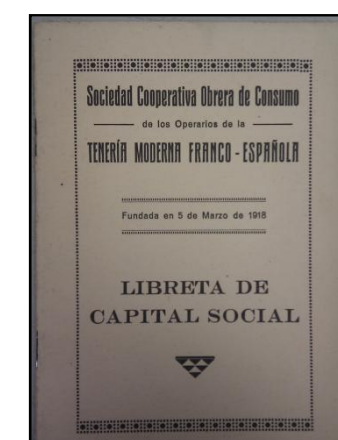 Sociedad Cooperativa Obrera de Consumo
de los Operarios de la
TENERÍA MODERNA FRANCO - ESPAÑOLA
Fundada en 5 de Marzo de 1918
LIBRETA DE
CAPITAL SOCIAL